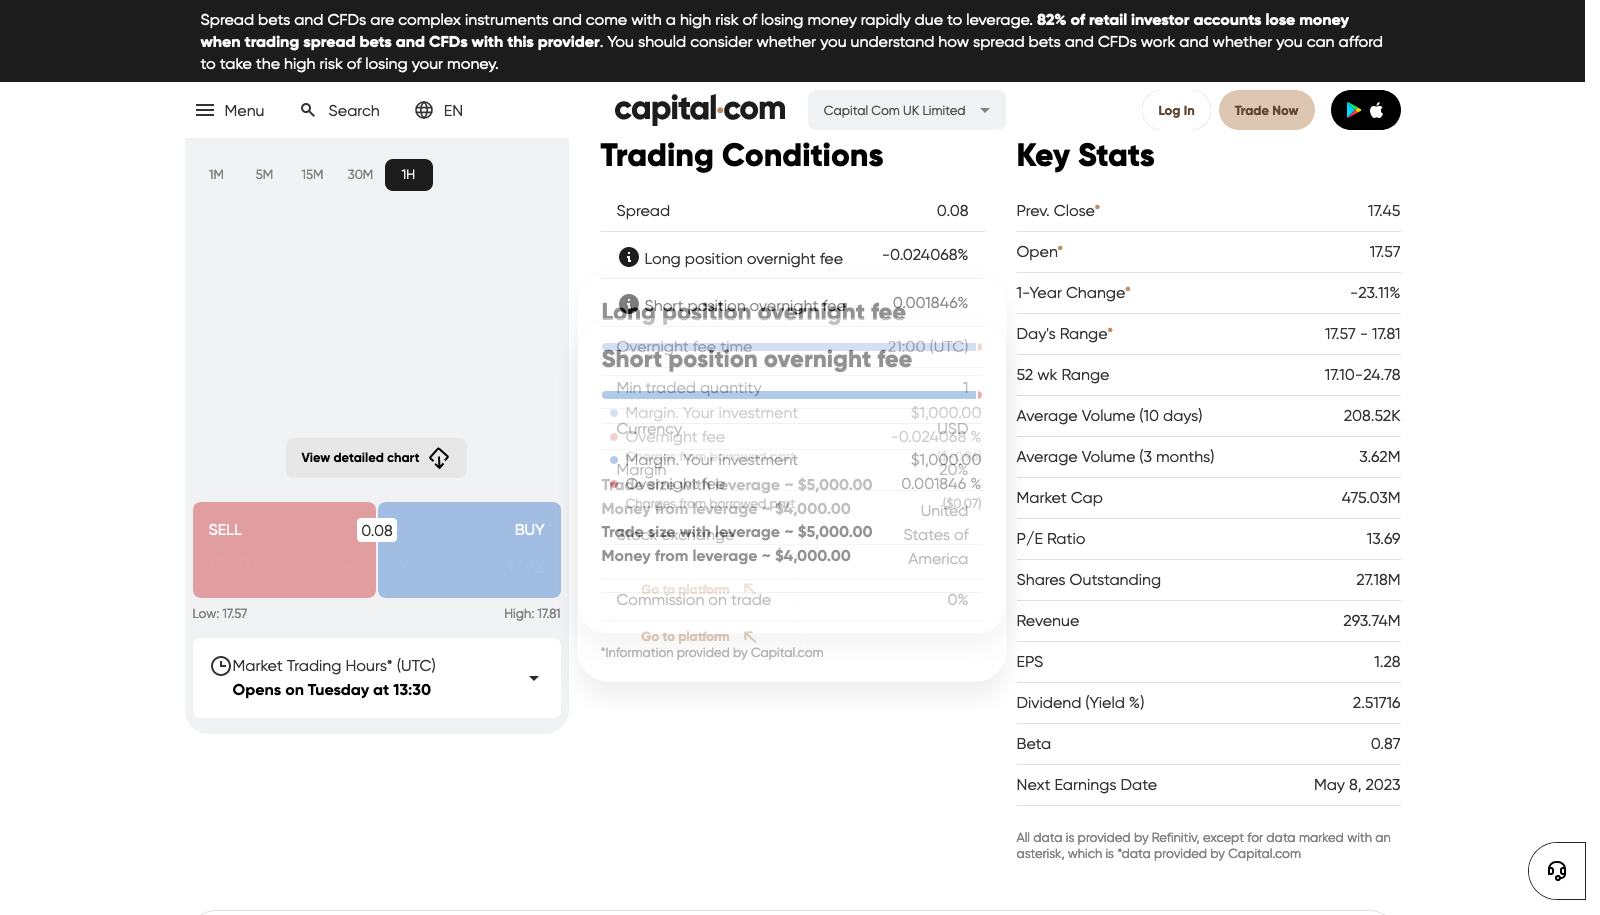 Spread bets and CFDs are complex instruments and come with a high risk of losing money rapidly due to leverage. 82% of retail investor accounts lose money
when trading spread bets and CFDs with this provider. You should consider whether you understand how spread bets and CFDs work and whether you can afford
to take the high risk of losing your money.
Menu Search EN capital.com Capital Com UK Limited Log In Trade Now
1M 5M 15M 30M 1H
View detailed chart
SELL 0.08 BUY
Low: 17.57 High: 17.81
Market Trading Hours* (UTC)
Opens on Tuesday at 13:30
Trading Conditions
Spread 0.08
Long position overnight fee -0.024068%
Short position overnight fee 0.001846%
Long position overnight fee
Overnight fee time 21:00 (UTC)
Short position overnight fee
Min traded quantity 1
Margin. Your investment $1,000.00
Currency USD
Overnight fee -0.024068 %
Margin. Your investment $1,000.00
Margin 20%
Overnight fee 0.001846 %
Trade size with leverage ~ $5,000.00
Charges from borrowed part ($0.07)
Money from leverage ~ $4,000.00
Trade size with leverage ~ $5,000.00
Stock exchange United States of America
Money from leverage ~ $4,000.00
Go to platform
Commission on trade 0%
Go to platform
*Information provided by Capital.com
Key Stats
Prev. Close* 17.45
Open* 17.57
1-Year Change* -23.11%
Day's Range* 17.57 - 17.81
52 wk Range 17.10-24.78
Average Volume (10 days) 208.52K
Average Volume (3 months) 3.62M
Market Cap 475.03M
P/E Ratio 13.69
Shares Outstanding 27.18M
Revenue 293.74M
EPS 1.28
Dividend (Yield %) 2.51716
Beta 0.87
Next Earnings Date May 8, 2023
All data is provided by Refinitiv, except for data marked with an
asterisk, which is *data provided by Capital.com